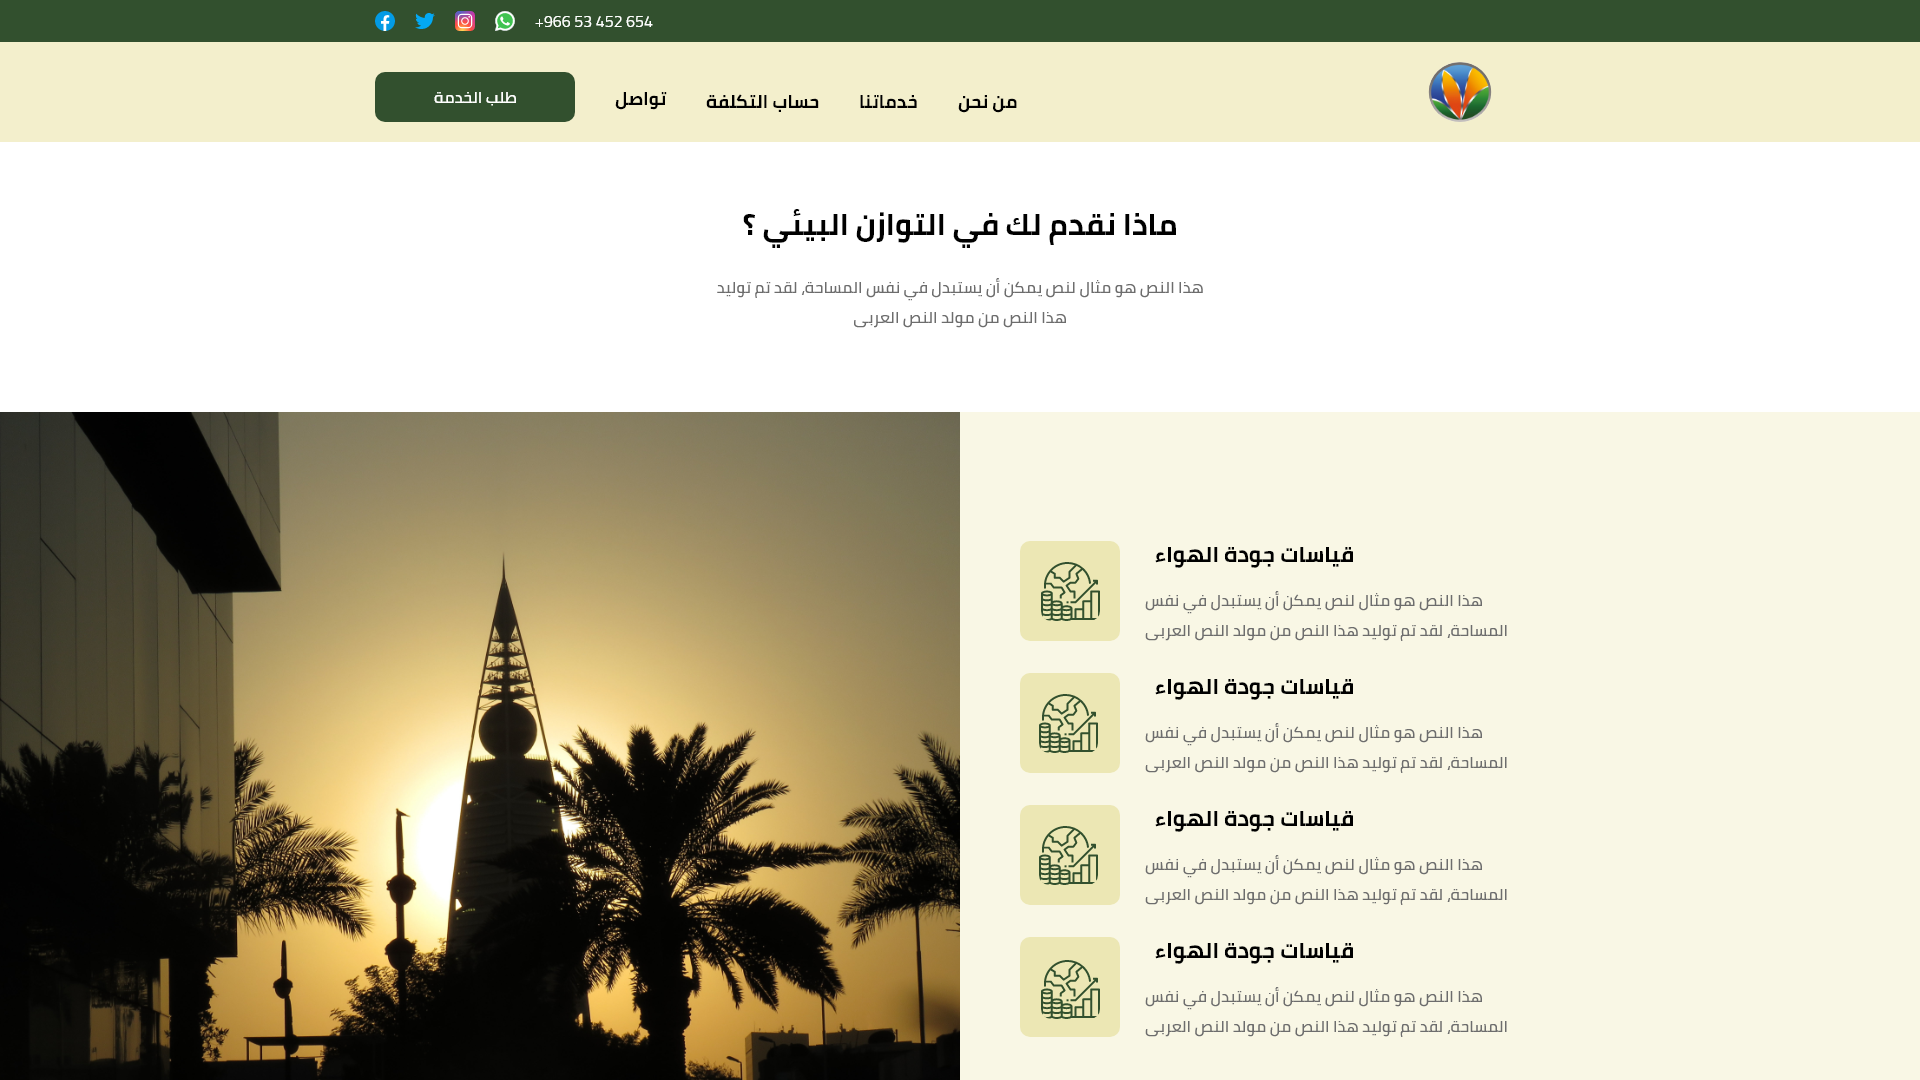 +966 53 452 654
من نحن
خدماتنا
حساب التكلفة
تواصل
طلب الخدمة
ماذا نقدم لك في التوازن البيئي ؟
هذا النص هو مثال لنص يمكن أن يستبدل في نفس المساحة، لقد تم توليد
هذا النص من مولد النص العربى
قياسات جودة الهواء
هذا النص هو مثال لنص يمكن أن يستبدل في نفس
المساحة، لقد تم توليد هذا النص من مولد النص العربى
قياسات جودة الهواء
هذا النص هو مثال لنص يمكن أن يستبدل في نفس
المساحة، لقد تم توليد هذا النص من مولد النص العربى
قياسات جودة الهواء
هذا النص هو مثال لنص يمكن أن يستبدل في نفس
المساحة، لقد تم توليد هذا النص من مولد النص العربى
قياسات جودة الهواء
هذا النص هو مثال لنص يمكن أن يستبدل في نفس
المساحة، لقد تم توليد هذا النص من مولد النص العربى